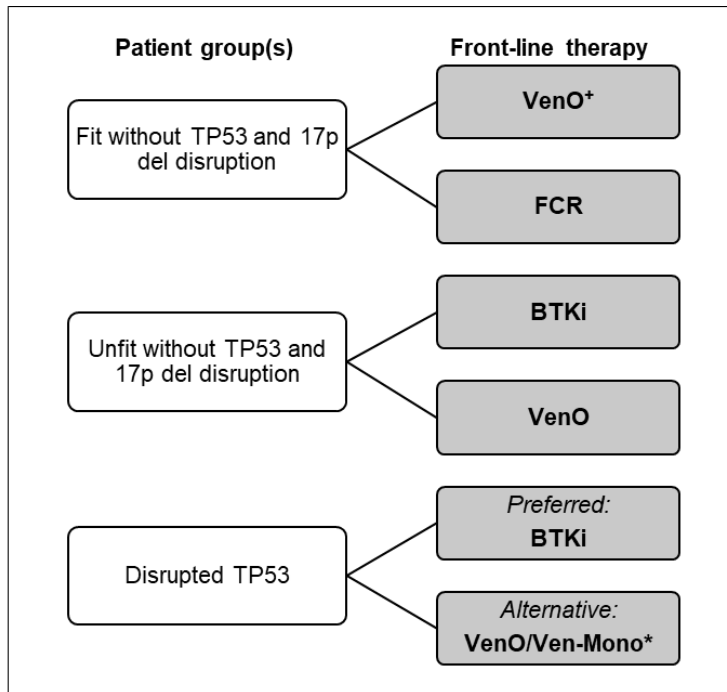 Patient group(s)
Front-line therapy
Fit without TP53 and 17p
del disruption
VenO⁺
FCR
Unfit without TP53 and
17p del disruption
BTKi
VenO
Disrupted TP53
Preferred:
BTKi
Alternative:
VenO/Ven-Mono*